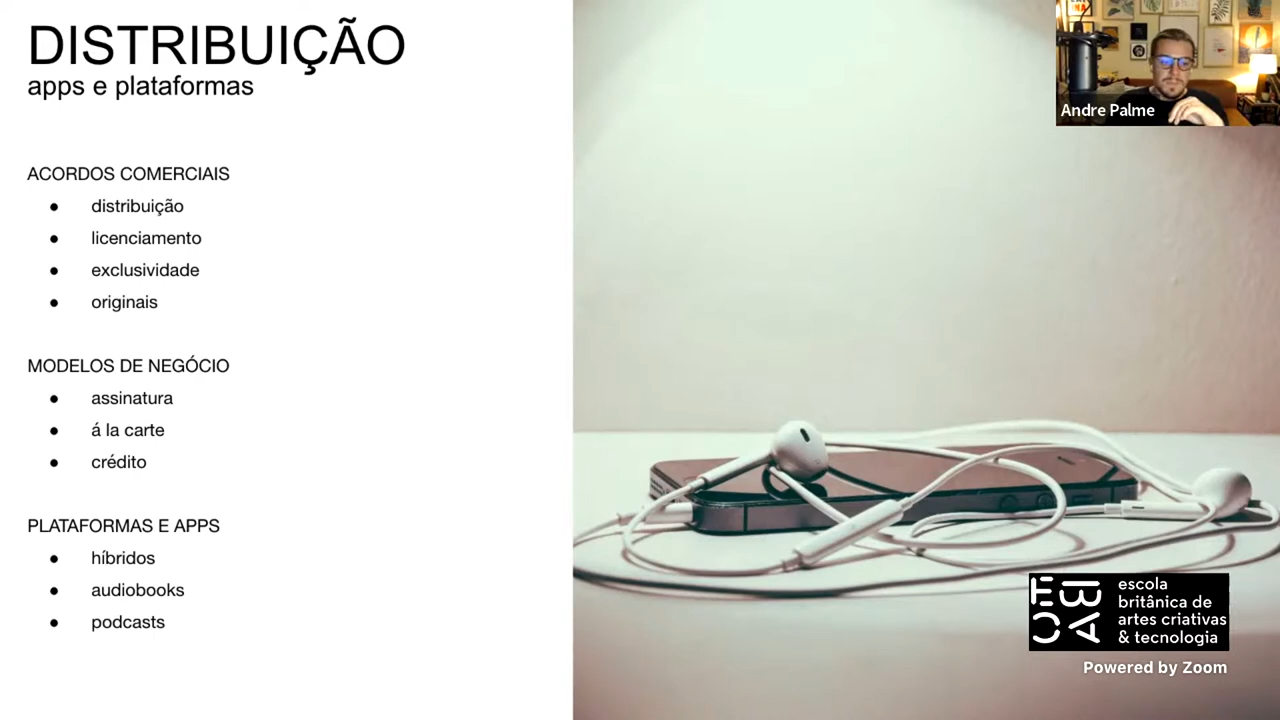 DISTRIBUIÇÃO
apps e plataformas
ACORDOS COMERCIAIS
● distribuição
● licenciamento
● exclusividade
● originais
MODELOS DE NEGÓCIO
● assinatura
● á la carte
● crédito
PLATAFORMAS E APPS
● híbridos
● audiobooks
● podcasts
Andre Palme
escola
britânica de
artes criativas
& tecnologia
Powered by Zoom